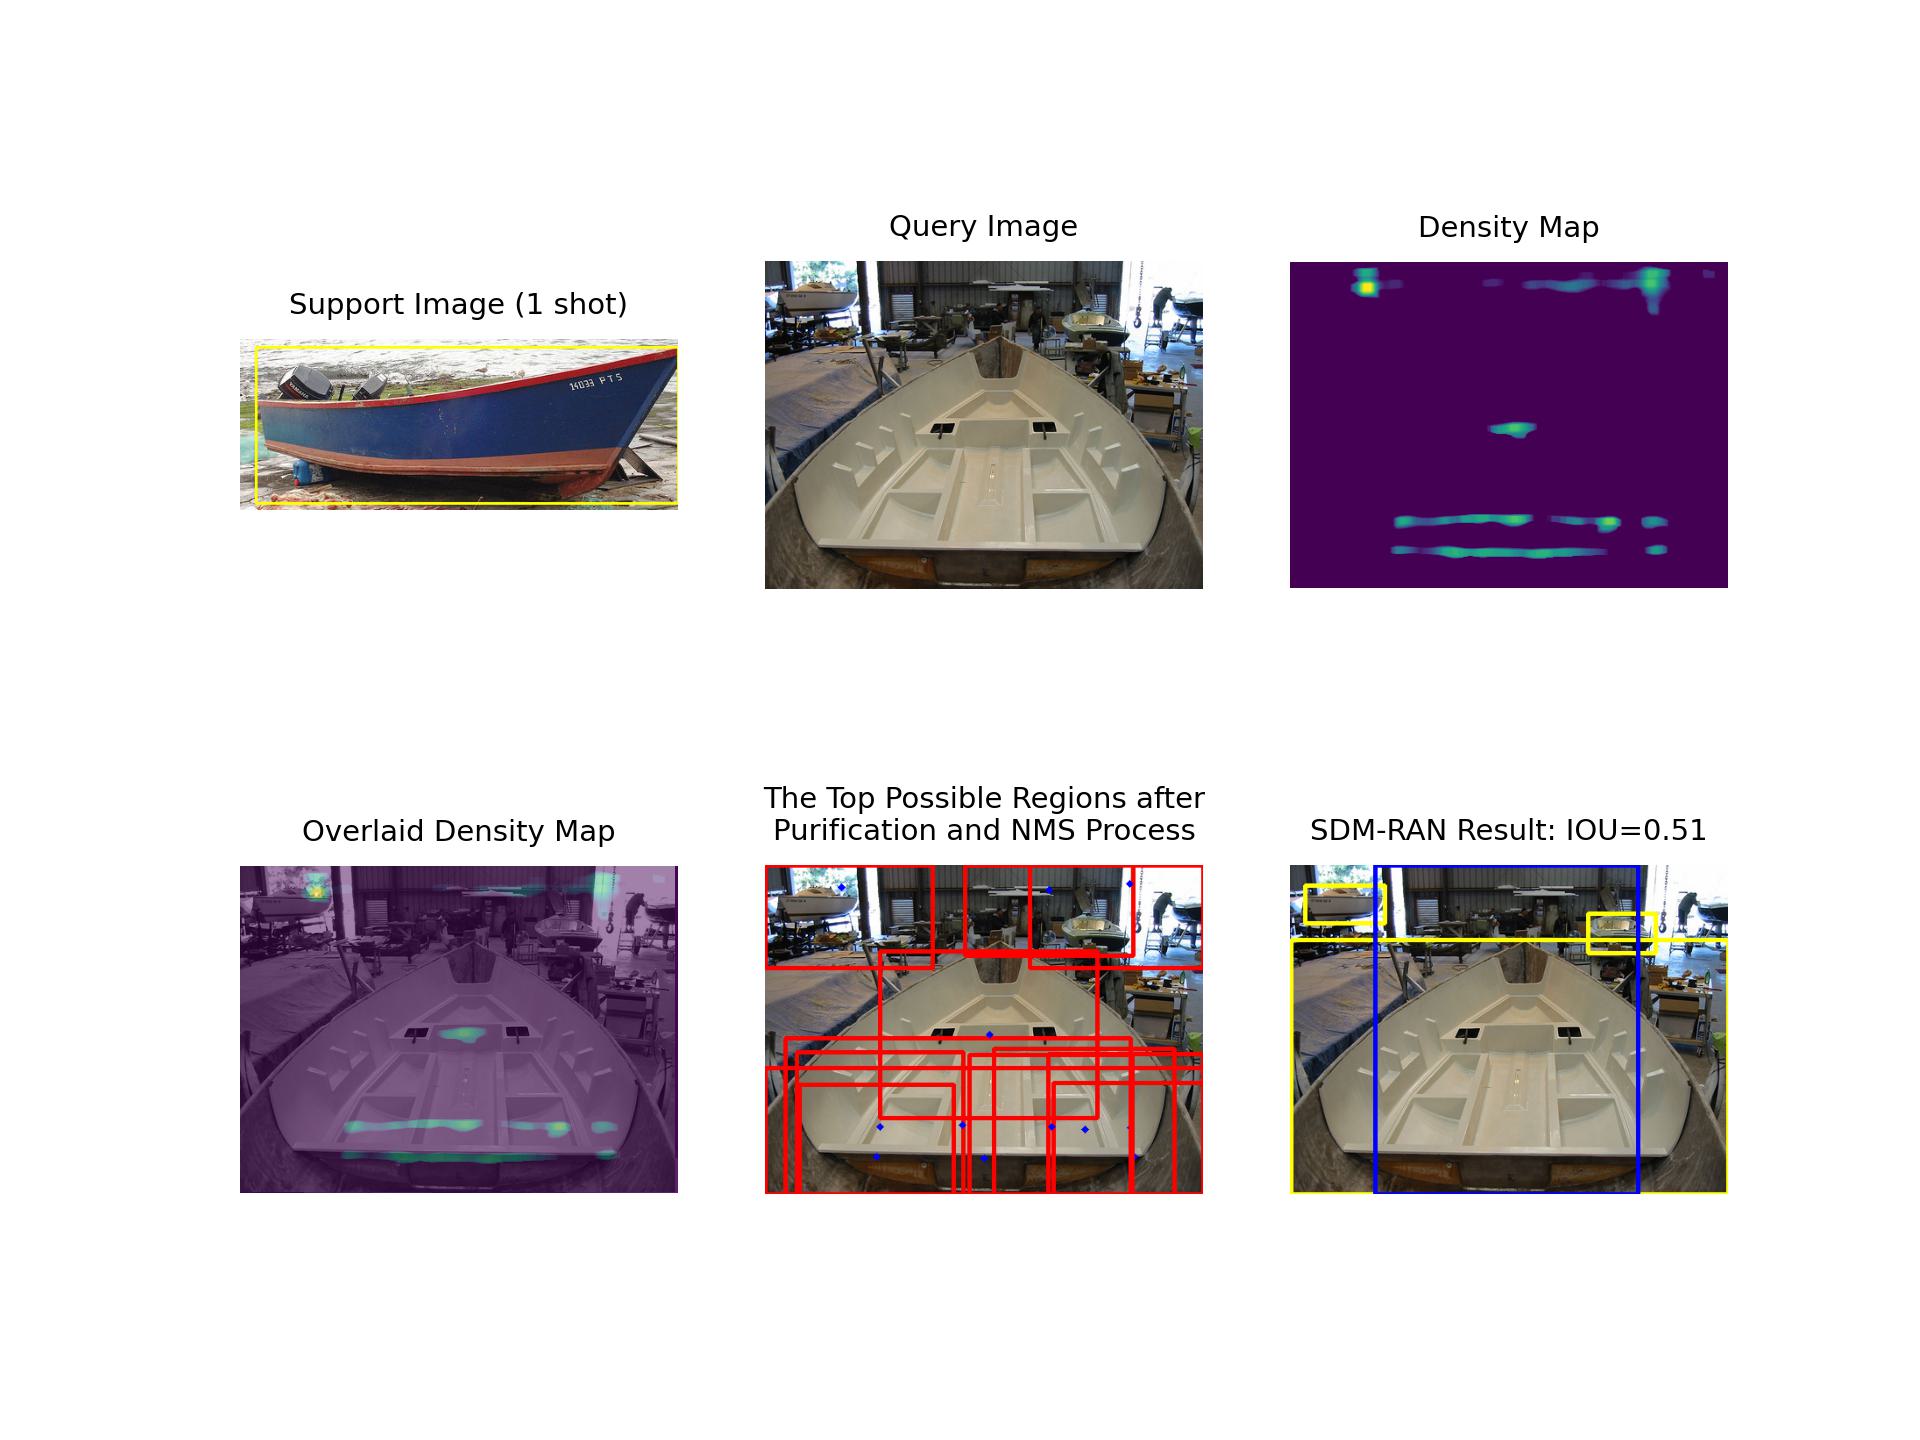 Query Image
Density Map
Support Image (1 shot)
YAMAHA
14033 PTS
Overlaid Density Map
The Top Possible Regions after
Purification and NMS Process
SDM-RAN Result: IOU=0.51